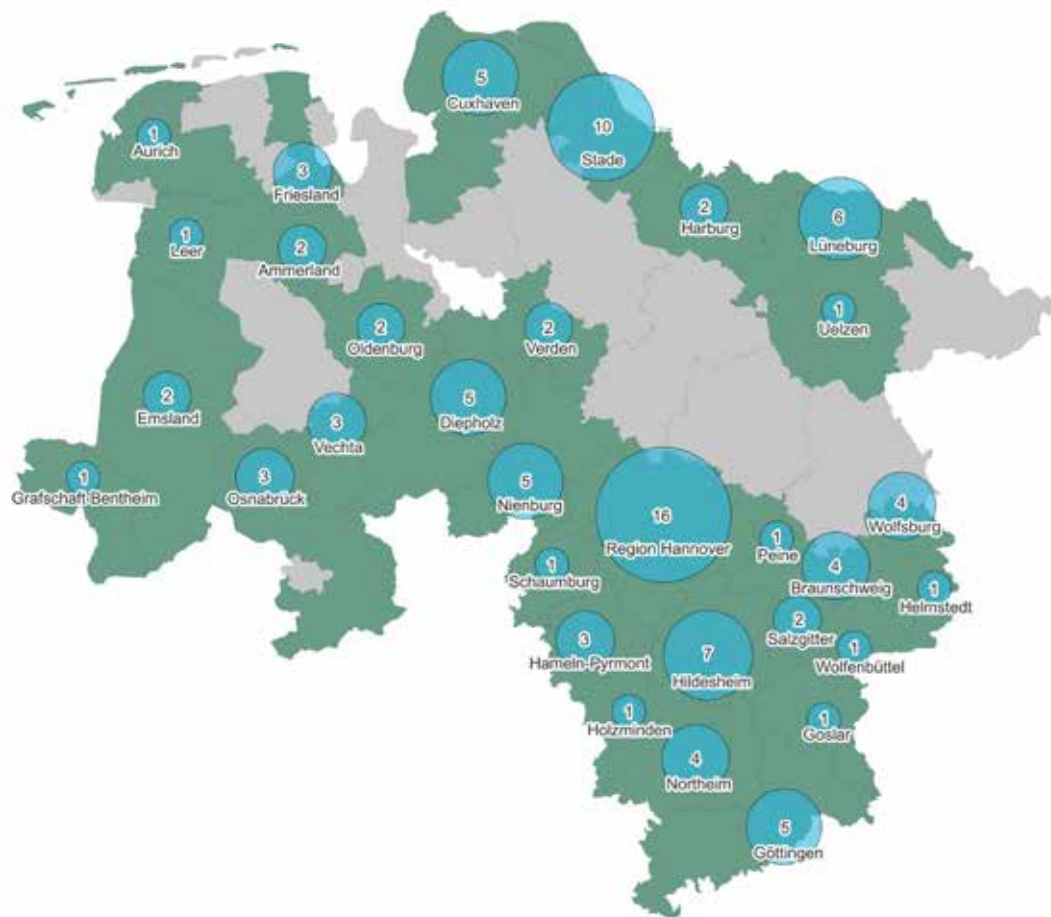 5
Cuxhaven
10
Stade
1
Aurich
3
Friesland
2
Harburg
6
Lüneburg
1
Leer
2
Ammerland
2
Oldenburg
2
Verden
1
Uelzen
2
Emsland
5
Diepholz
3
Vechta
1
Grafschaft Bentheim
3
Osnabrück
5
Nienburg
16
Region Hannover
4
Wolfsburg
1
Peine
1
Schaumburg
4
Braunschweig
1
Helmstedt
2
Salzgitter
3
Hameln-Pyrmont
7
Hildesheim
1
Wolfenbüttel
1
Holzminden
1
Goslar
4
Northeim
5
Göttingen